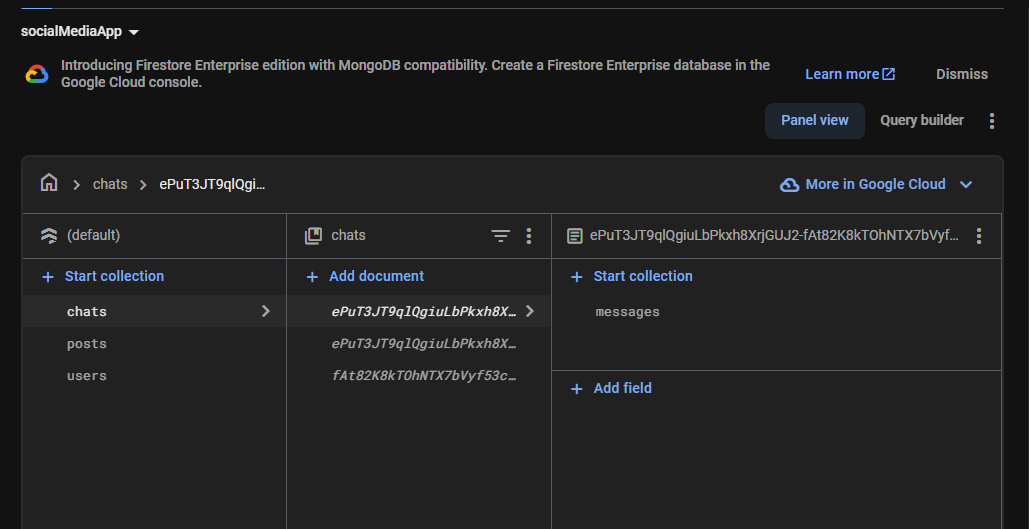 socialMediaApp
Introducing Firestore Enterprise edition with MongoDB compatibility. Create a Firestore Enterprise database in the
Google Cloud console.
Learn more
Dismiss
Panel view
Query builder
chats
ePuT3JT9qlQgi...
More in Google Cloud
(default)
chats
ePuT3JT9qlQgiuLbPkxh8XrjGUJ2-fAt82K8kTOhNTX7bVyf...
Start collection
Add document
Start collection
chats
ePuT3JT9qlQgiuLbPkxh8X...
messages
posts
ePuT3JT9qlQgiuLbPkxh8X...
users
fAt82K8kTOhNTX7bVyf53c...
Add field